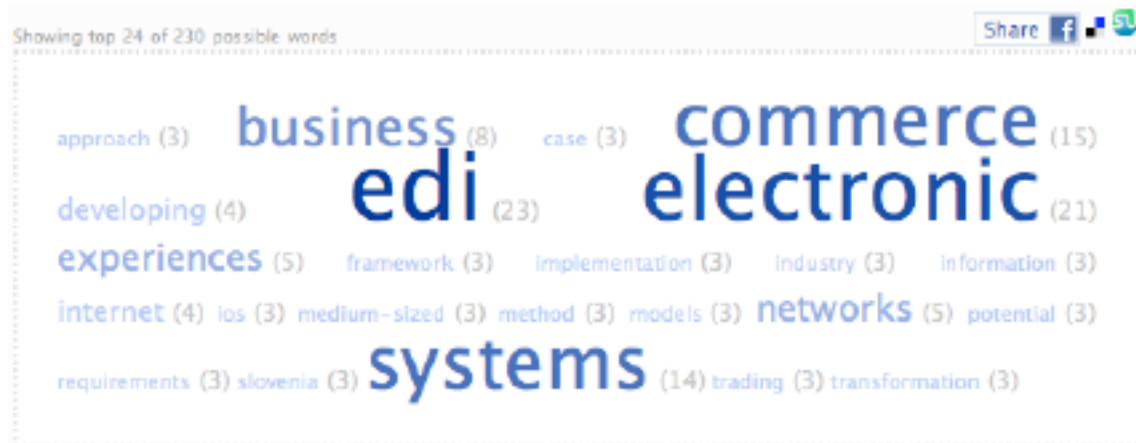 Showing top 24 of 230 possible words
Share
approach (3) business (8) case (3) commerce (15)
developing (4) edi (23) electronic (21)
experiences (5) framework (3) implementation (3) industry (3) information (3)
internet (4) ios (3) medium-sized (3) method (3) models (3) networks (5) potential (3)
requirements (3) slovenia (3) systems (14) trading (3) transformation (3)